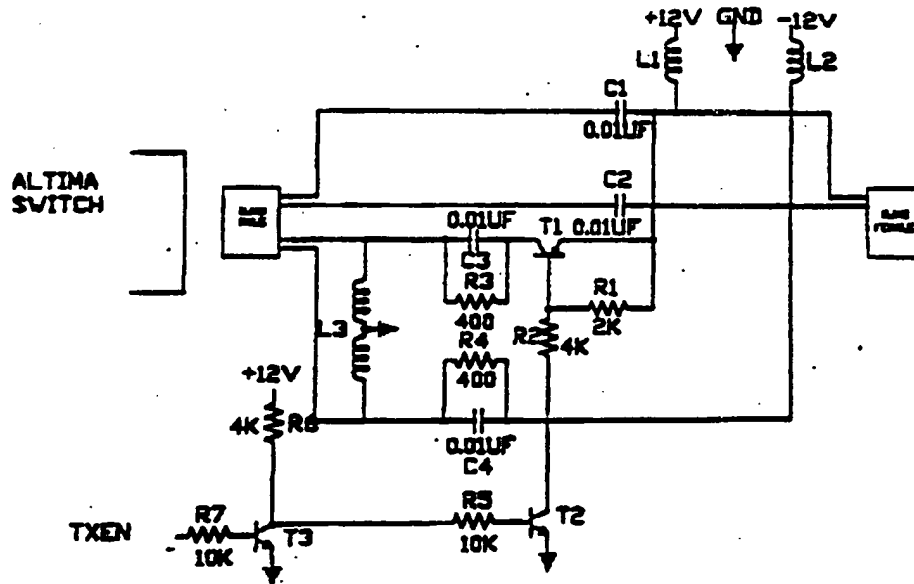 +12V GND -12V
L1
L2
C1
0.01UF
ALTIMA
SWITCH
C2
0.01UF
T1
0.01UF
C3
R3
400
R1
2K
R2
4K
L3
R4
400
+12V
4K
R6
0.01UF
C4
TXEN
R7
10K
T3
R5
10K
T2